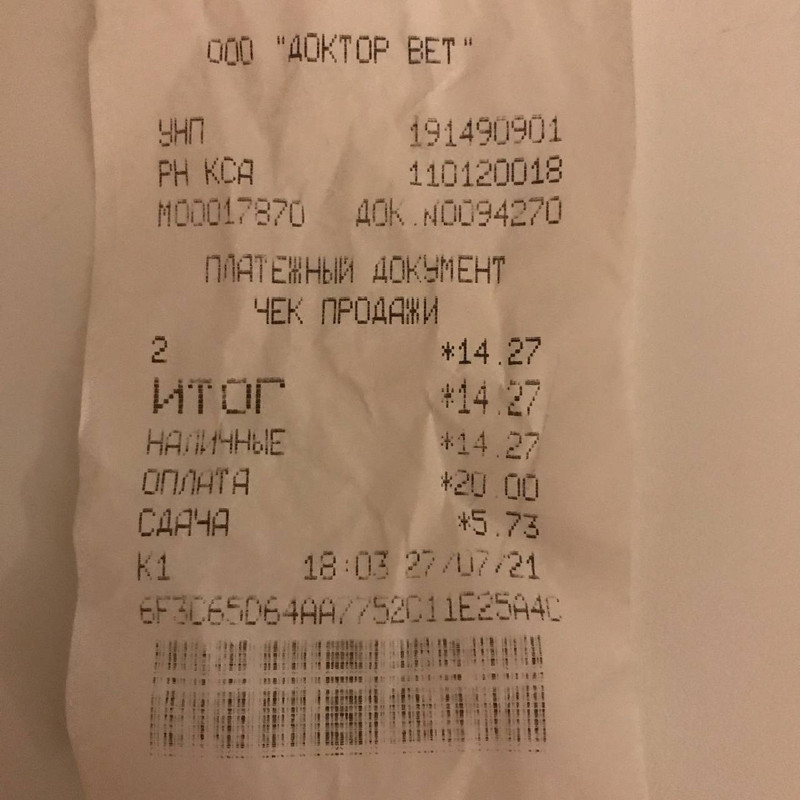 ООО "ДОКТОР ВЕТ"
УНП 191490901
РН КСА 110120018
М00017870 ДОК.N0094270
ПЛАТЕЖНЫЙ ДОКУМЕНТ
ЧЕК ПРОДАЖИ
2 *14.27
ИТОГ *14.27
НАЛИЧНЫЕ *14.27
ОПЛАТА *20.00
СДАЧА *5.73
К1 18:03 27/07/21
6F3C65D64AA7752C11E25A4C